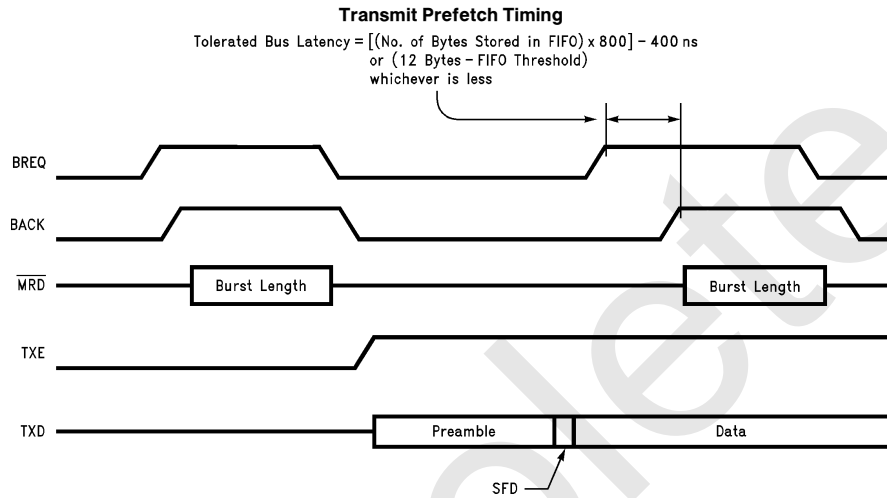 Transmit Prefetch Timing
Tolerated Bus Latency = [(No. of Bytes Stored in FIFO) x 800] - 400 ns
or (12 Bytes - FIFO Threshold)
whichever is less
BREQ
BACK
MRD
Burst Length
Burst Length
TXE
TXD
Preamble
Data
SFD
olete